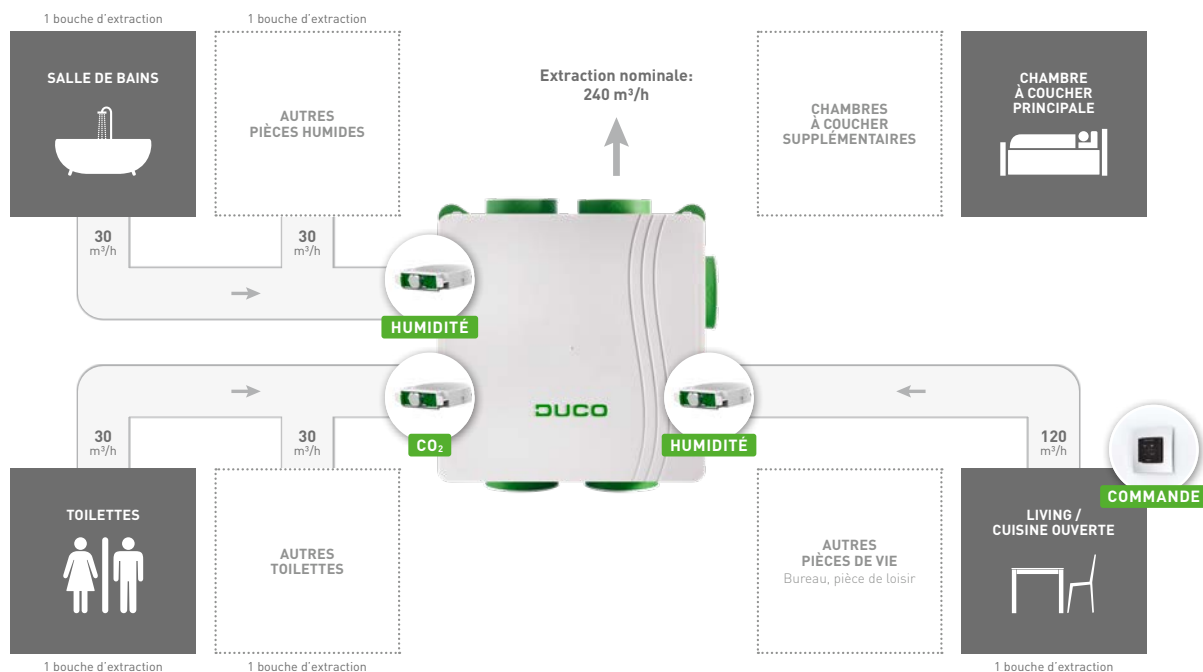 1 bouche d'extraction
1 bouche d'extraction
SALLE DE BAINS
AUTRES
PIÈCES HUMIDES
Extraction nominale:
240 m³/h
CHAMBRES
À COUCHER
SUPPLÉMENTAIRES
CHAMBRE
À COUCHER
PRINCIPALE
30
m³/h
30
m³/h
HUMIDITÉ
DUCO
CO₂
HUMIDITÉ
30
m³/h
30
m³/h
120
m³/h
COMMANDE
TOILETTES
AUTRES
TOILETTES
AUTRES
PIÈCES DE VIE
Bureau, pièce de loisir
LIVING /
CUISINE OUVERTE
1 bouche d'extraction
1 bouche d'extraction
1 bouche d'extraction